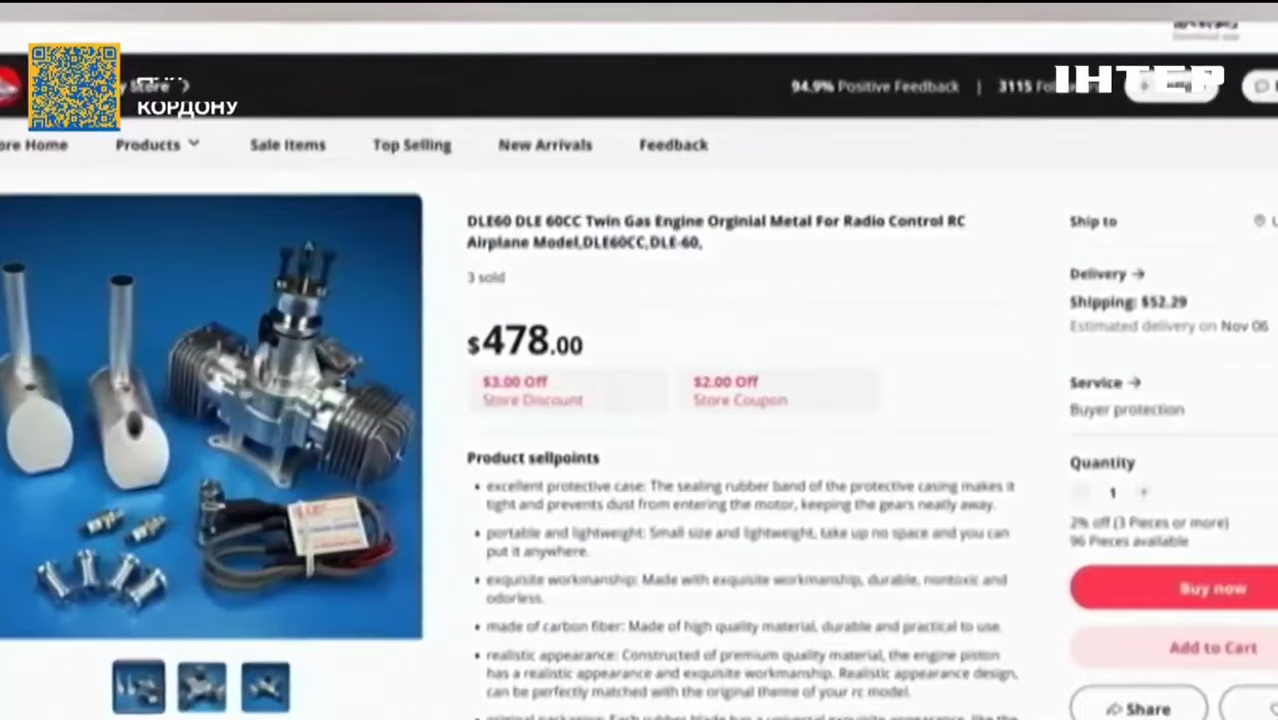 y Store
КОРДОНУ
94.9% Positive Feedback | 3115
ІНТЕР
ore Home Products Sale Items Top Selling New Arrivals Feedback
DLE60 DLE 60CC Twin Gas Engine Orginial Metal For Radio Control RC
Airplane Model,DLE60CC,DLE-60,
3 sold
$478.00
$3.00 Off
Store Discount
$2.00 Off
Store Coupon
Product sellpoints
• excellent protective case: The sealing rubber band of the protective casing makes it
tight and prevents dust from entering the motor, keeping the gears neatly away.
• portable and lightweight: Small size and lightweight, take up no space and you can
put it anywhere.
• exquisite workmanship: Made with exquisite workmanship, durable, nontoxic and
odorless.
• made of carbon fiber: Made of high quality material, durable and practical to use.
• realistic appearance: Constructed of premium quality material, the engine piston
has a realistic appearance and exquisite workmanship. Realistic appearance design,
can be perfectly matched with the original theme of your rc model.
Ship to
Delivery →
Shipping: $52.29
Estimated delivery on Nov 06
Service →
Buyer protection
Quantity
1 +
2% off (3 Pieces or more)
96 Pieces available
Buy now
Add to Cart
Share